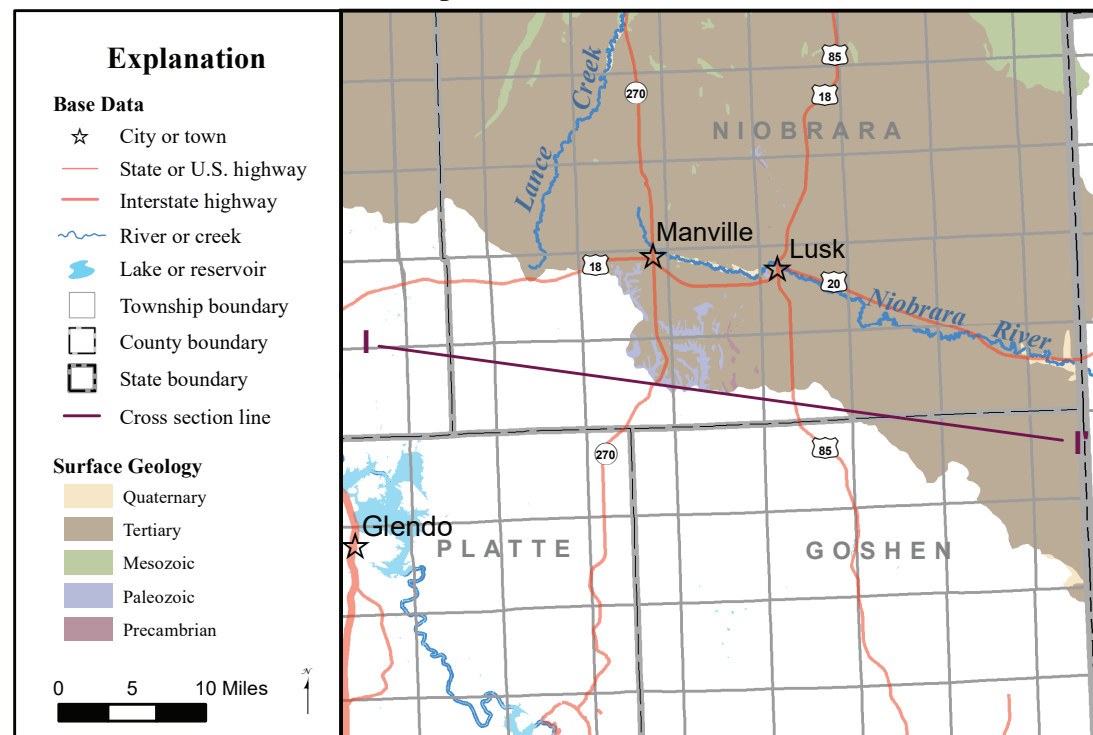 Explanation
Base Data
City or town
State or U.S. highway
Interstate highway
River or creek
Lake or reservoir
Township boundary
County boundary
State boundary
Cross section line
Surface Geology
Quaternary
Tertiary
Mesozoic
Paleozoic
Precambrian
N
0 5 10 Miles
85
270
18
Lance Creek
NIOBRARA
Manville
Lusk
18
20
Niobrara River
I
I'
270
85
Glendo
PLATTE
GOSHEN